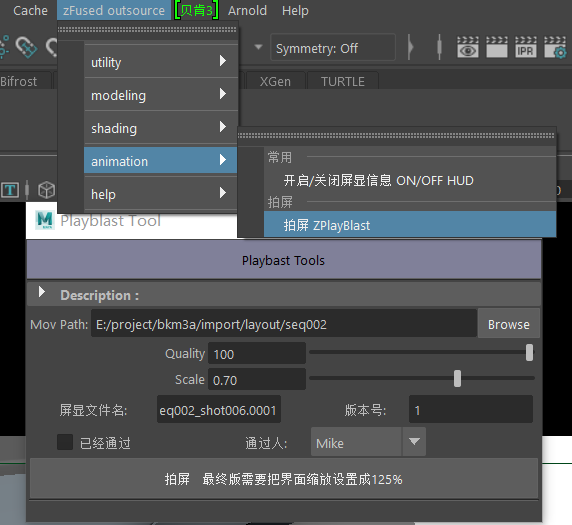 Cache zFused outsource [贝肯3] Arnold Help
Symmetry: Off
IPR
Bifrost XGen TURTLE
utility
modeling
shading
animation
help
常用
开启/关闭屏显信息 ON/OFF HUD
拍屏
拍屏 ZPlayBlast
T
0
M
Playblast Tool
Playbast Tools
Description :
Mov Path: E:/project/bkm3a/import/layout/seq002 Browse
Quality 100
Scale 0.70
屏显文件名: eq002_shot006.0001 版本号: 1
已经通过 通过人: Mike
拍屏 最终版需要把界面缩放设置成125%